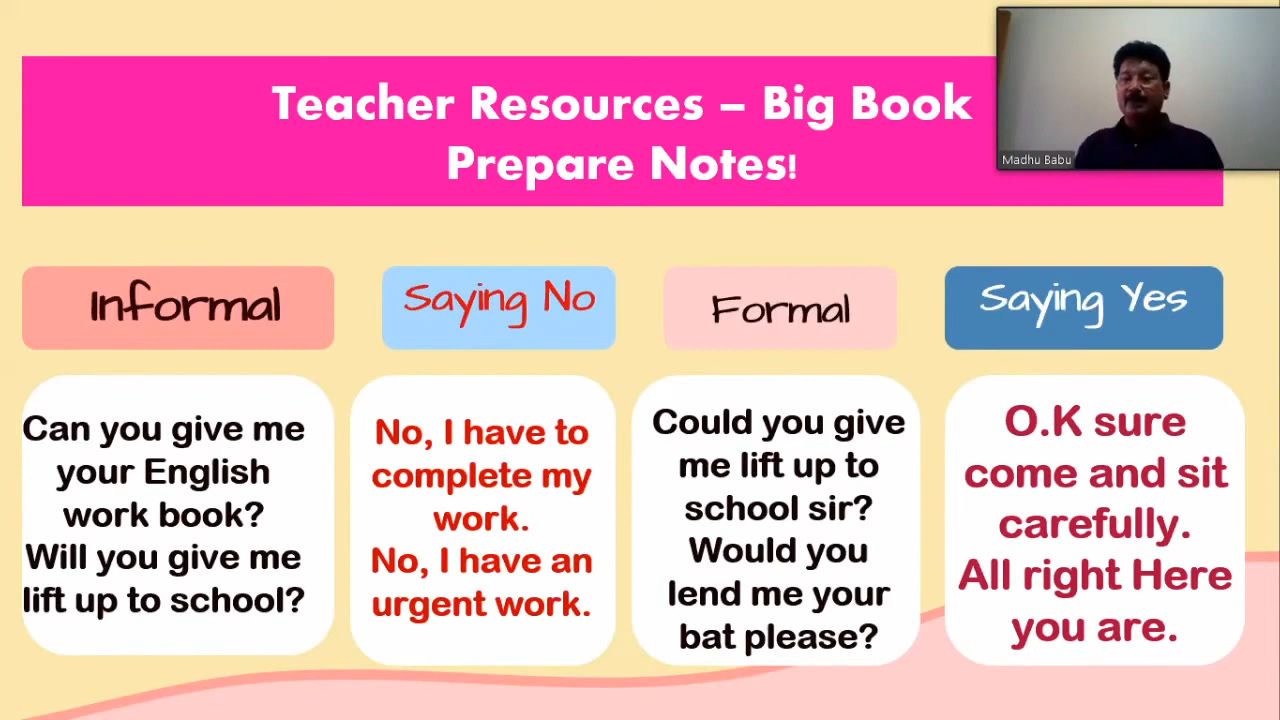 Teacher Resources – Big Book
Prepare Notes!
Madhu Babu
Informal
Saying No
Formal
Saying Yes
Can you give me
your English
work book?
Will you give me
lift up to school?
No, I have to
complete my
work.
No, I have an
urgent work.
Could you give
me lift up to
school sir?
Would you
lend me your
bat please?
O.K sure
come and sit
carefully.
All right Here
you are.